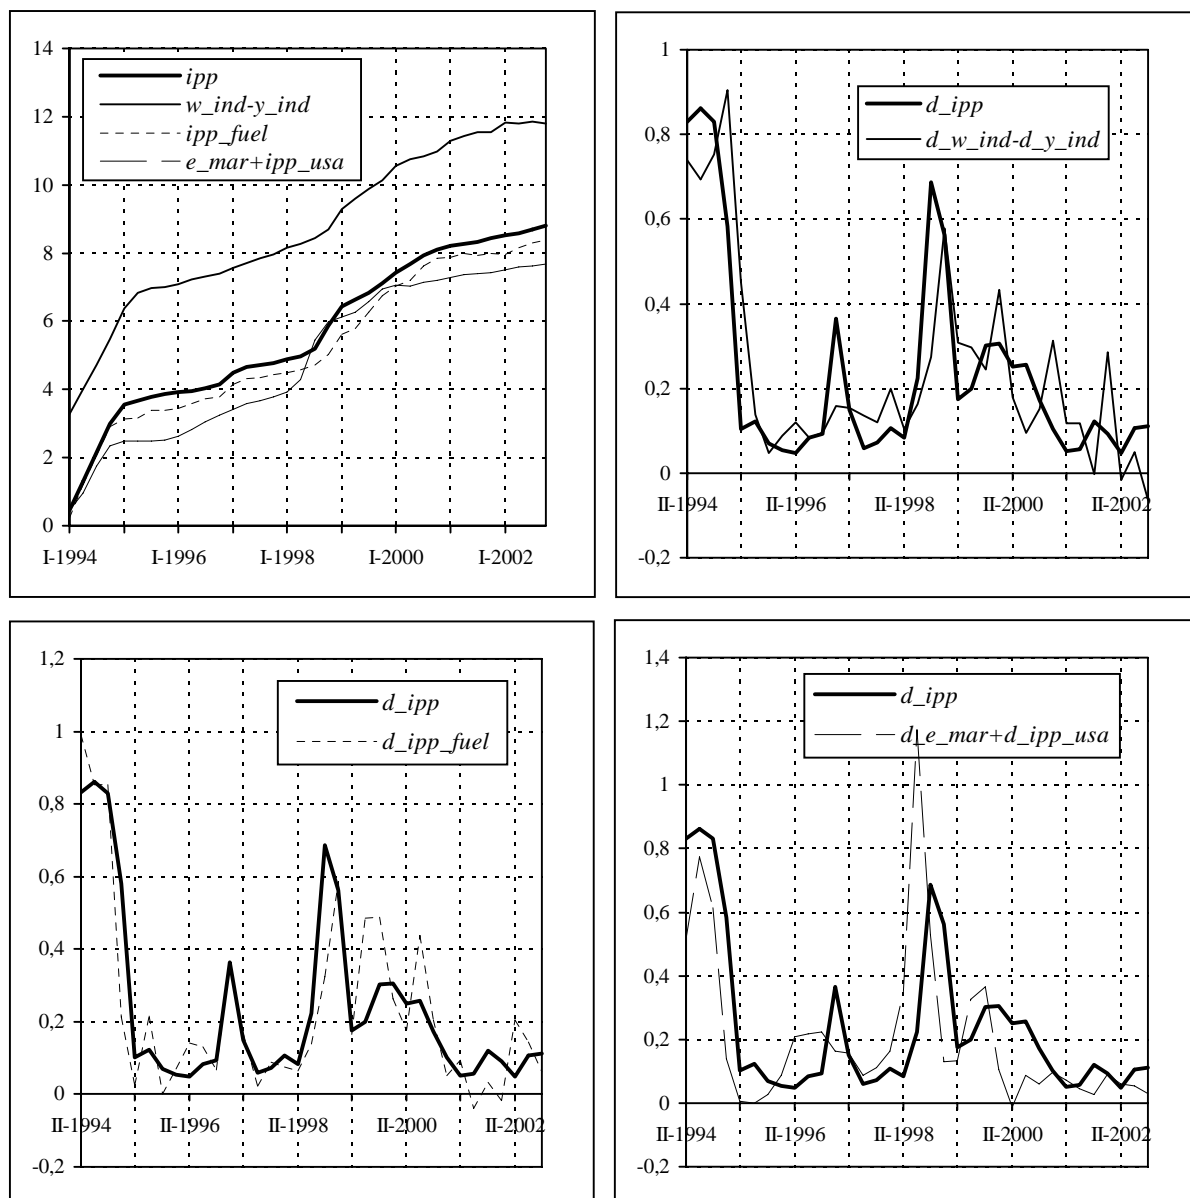 14
12
10
8
6
4
2
0
ipp
w_ind-y_ind
ipp_fuel
e_mar+ipp_usa
I-1994 I-1996 I-1998 I-2000 I-2002
1
0,8
0,6
0,4
0,2
0
-0,2
d_ipp
d_w_ind-d_y_ind
II-1994 II-1996 II-1998 II-2000 II-2002
1,2
1
0,8
0,6
0,4
0,2
0
-0,2
d_ipp
d_ipp_fuel
II-1994 II-1996 II-1998 II-2000 II-2002
1,4
1,2
1
0,8
0,6
0,4
0,2
0
-0,2
d_ipp
d_e_mar+d_ipp_usa
II-1994 II-1996 II-1998 II-2000 II-2002